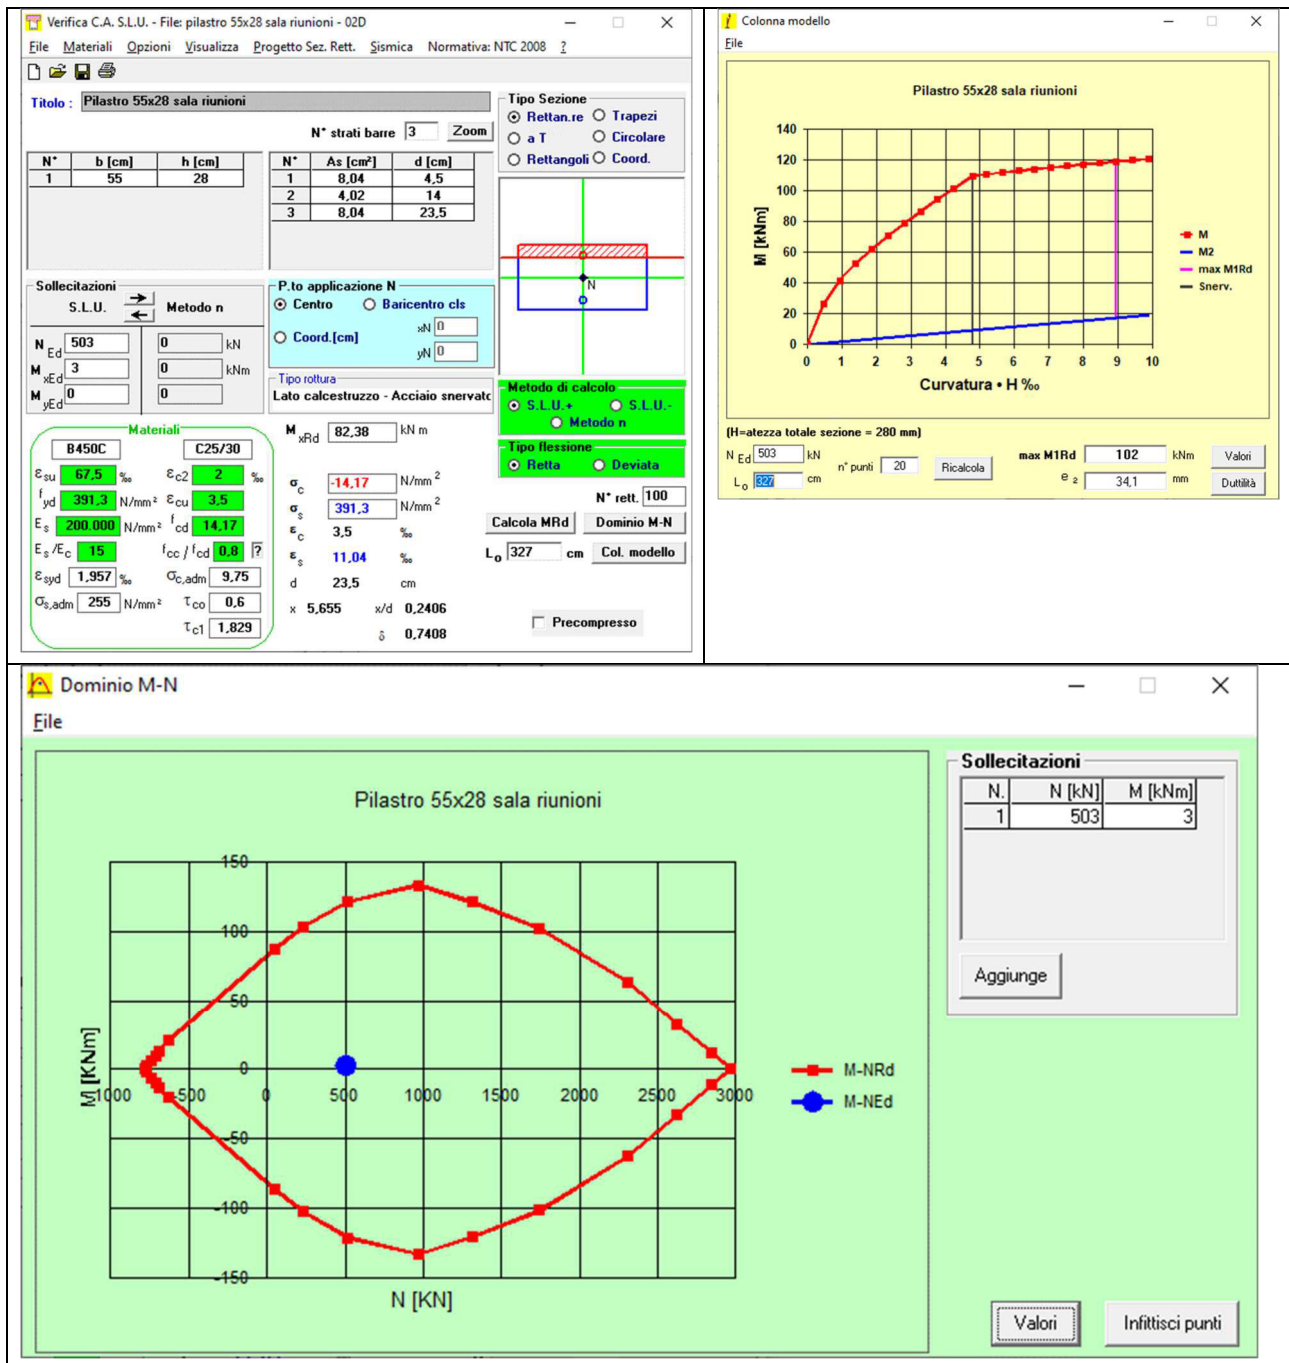 Verifica C.A. S.L.U. - File: pilastro 55x28 sala riunioni - 02D
File Materiali Opzioni Visualizza Progetto Sez. Rett. Sismica Normativa: NTC 2008 ?
Titolo : Pilastro 55x28 sala riunioni
N° strati barre 3 Zoom
N° b [cm] h [cm]
1 55 28
N° As [cm²] d [cm]
1 8,04 4,5
2 4,02 14
3 8,04 23,5
Tipo Sezione
Rettan.re Trapezi
a T Circolare
Rettangoli Coord.
N
Sollecitazioni
S.L.U. Metodo n
N Ed 503 0 kN
M xEd 3 0 kNm
M yEd 0 0
P.to applicazione N
Centro Baricentro cls
Coord.[cm] xN 0
yN 0
Tipo rottura
Lato calcestruzzo - Acciaio snervato
Metodo di calcolo
S.L.U.+ S.L.U.-
Metodo n
Tipo flessione
Retta Deviata
N° rett. 100
Calcola MRd Dominio M-N
L o 327 cm Col. modello
Precompresso
Materiali
B450C C25/30
εsu 67,5 ‰ εc2 2 ‰
fyd 391,3 N/mm² εcu 3,5
Es 200.000 N/mm² fcd 14,17
Es/Ec 15 fcc / fcd 0,8 ?
εsyd 1,957 ‰ σc,adm 9,75
σs,adm 255 N/mm² τco 0,6
τc1 1,829
M xRd 82,38 kN m
σc -14,17 N/mm²
σs 391,3 N/mm²
εc 3,5 ‰
εs 11,04 ‰
d 23,5 cm
x 5,655 x/d 0,2406
δ 0,7408
Colonna modello
File
Pilastro 55x28 sala riunioni
140
120
100
80
60
40
20
0
M [kNm]
0 1 2 3 4 5 6 7 8 9 10
Curvatura • H ‰
M
M2
max M1Rd
Snerv.
(H=atezza totale sezione = 280 mm)
N Ed 503 kN
L o 327 cm
n° punti 20 Ricalcola
max M1Rd 102 kNm Valori
e 2 34,1 mm Duttilità
Dominio M-N
File
Pilastro 55x28 sala riunioni
150
100
50
0
-50
-100
-150
M [KNm]
-1000 -500 0 500 1000 1500 2000 2500 3000
N [KN]
M-NRd
M-NEd
Sollecitazioni
N. N [kN] M [kNm]
1 503 3
Aggiunge
Valori Infittisci punti